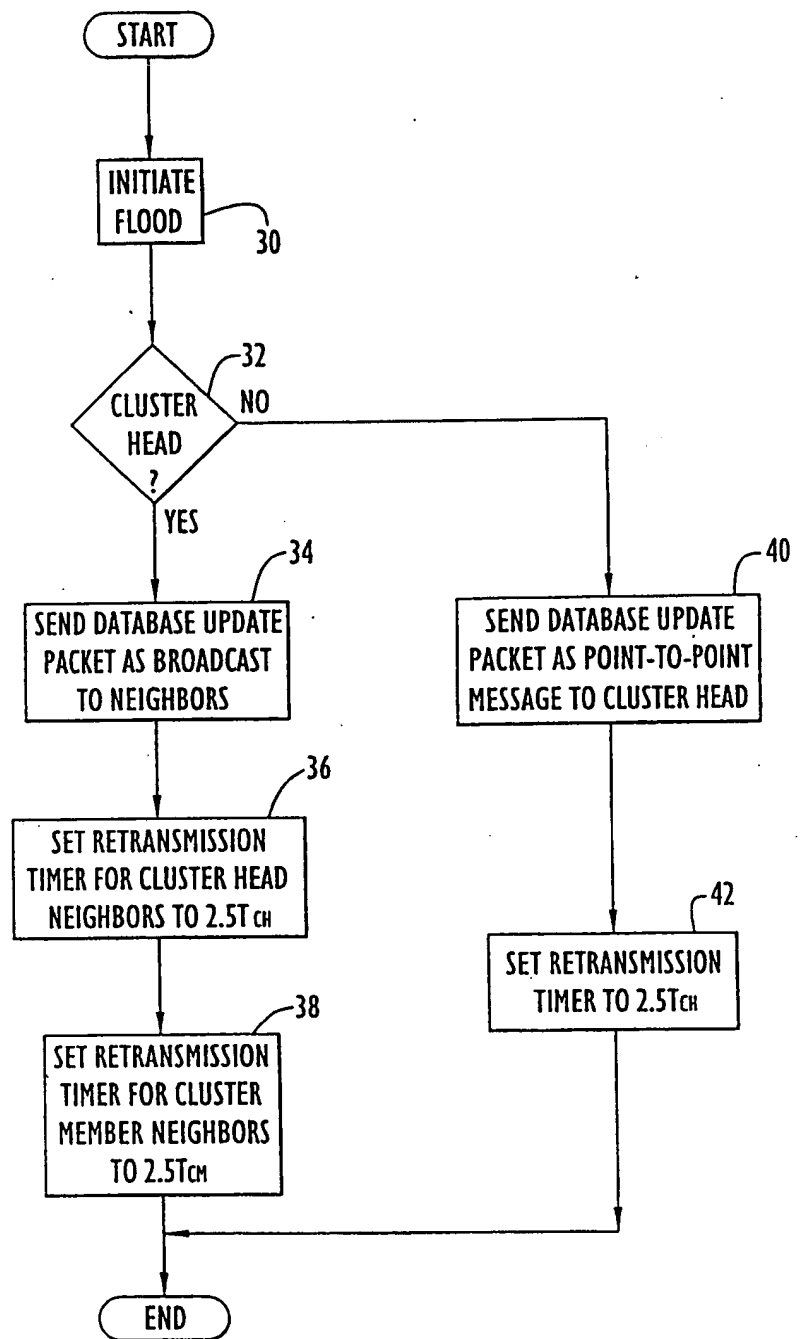 START
INITIATE
FLOOD
30
32
CLUSTER
HEAD
?
NO
YES
34
SEND DATABASE UPDATE
PACKET AS BROADCAST
TO NEIGHBORS
40
SEND DATABASE UPDATE
PACKET AS POINT-TO-POINT
MESSAGE TO CLUSTER HEAD
36
SET RETRANSMISSION
TIMER FOR CLUSTER HEAD
NEIGHBORS TO 2.5T CH
42
SET RETRANSMISSION
TIMER TO 2.5TCH
38
SET RETRANSMISSION
TIMER FOR CLUSTER
MEMBER NEIGHBORS
TO 2.5TCM
END